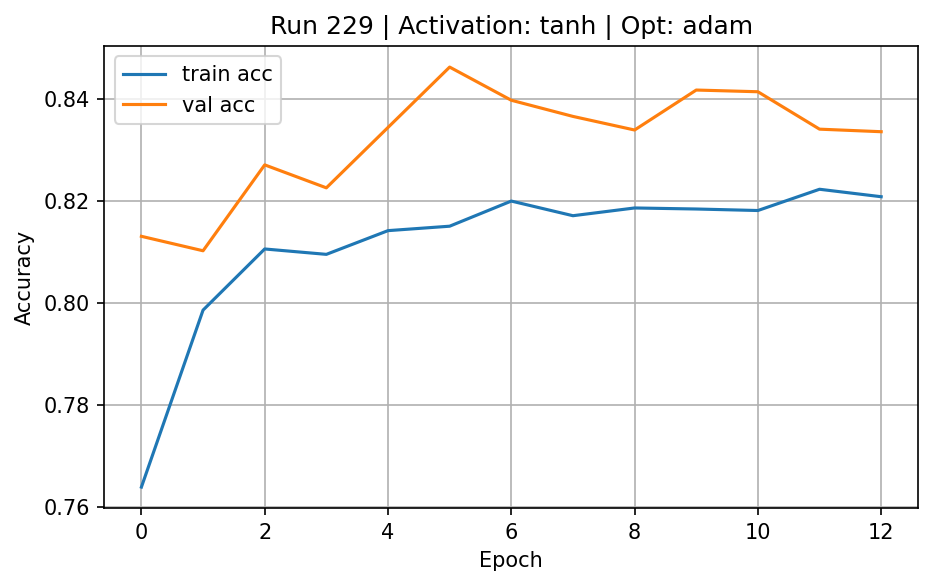 Run 229 | Activation: tanh | Opt: adam
train acc
val acc
0.84
0.82
0.80
0.78
0.76
Accuracy
0 2 4 6 8 10 12
Epoch